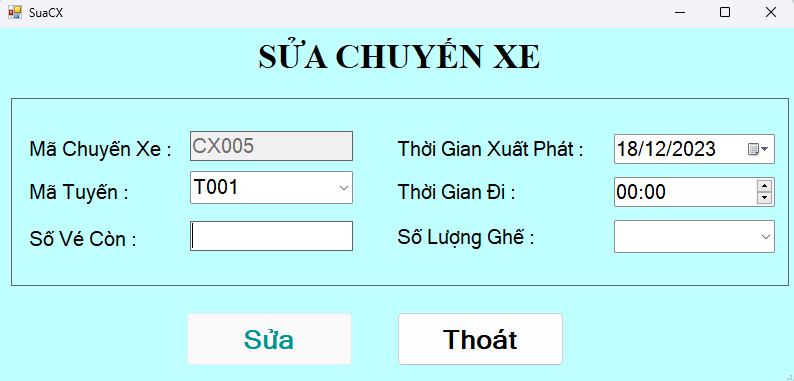 SuaCX
SỬA CHUYẾN XE
Mã Chuyến Xe : CX005 Thời Gian Xuất Phát : 18/12/2023
Mã Tuyến : T001 Thời Gian Đi : 00:00
Số Vé Còn : Số Lượng Ghế :
Sửa Thoát